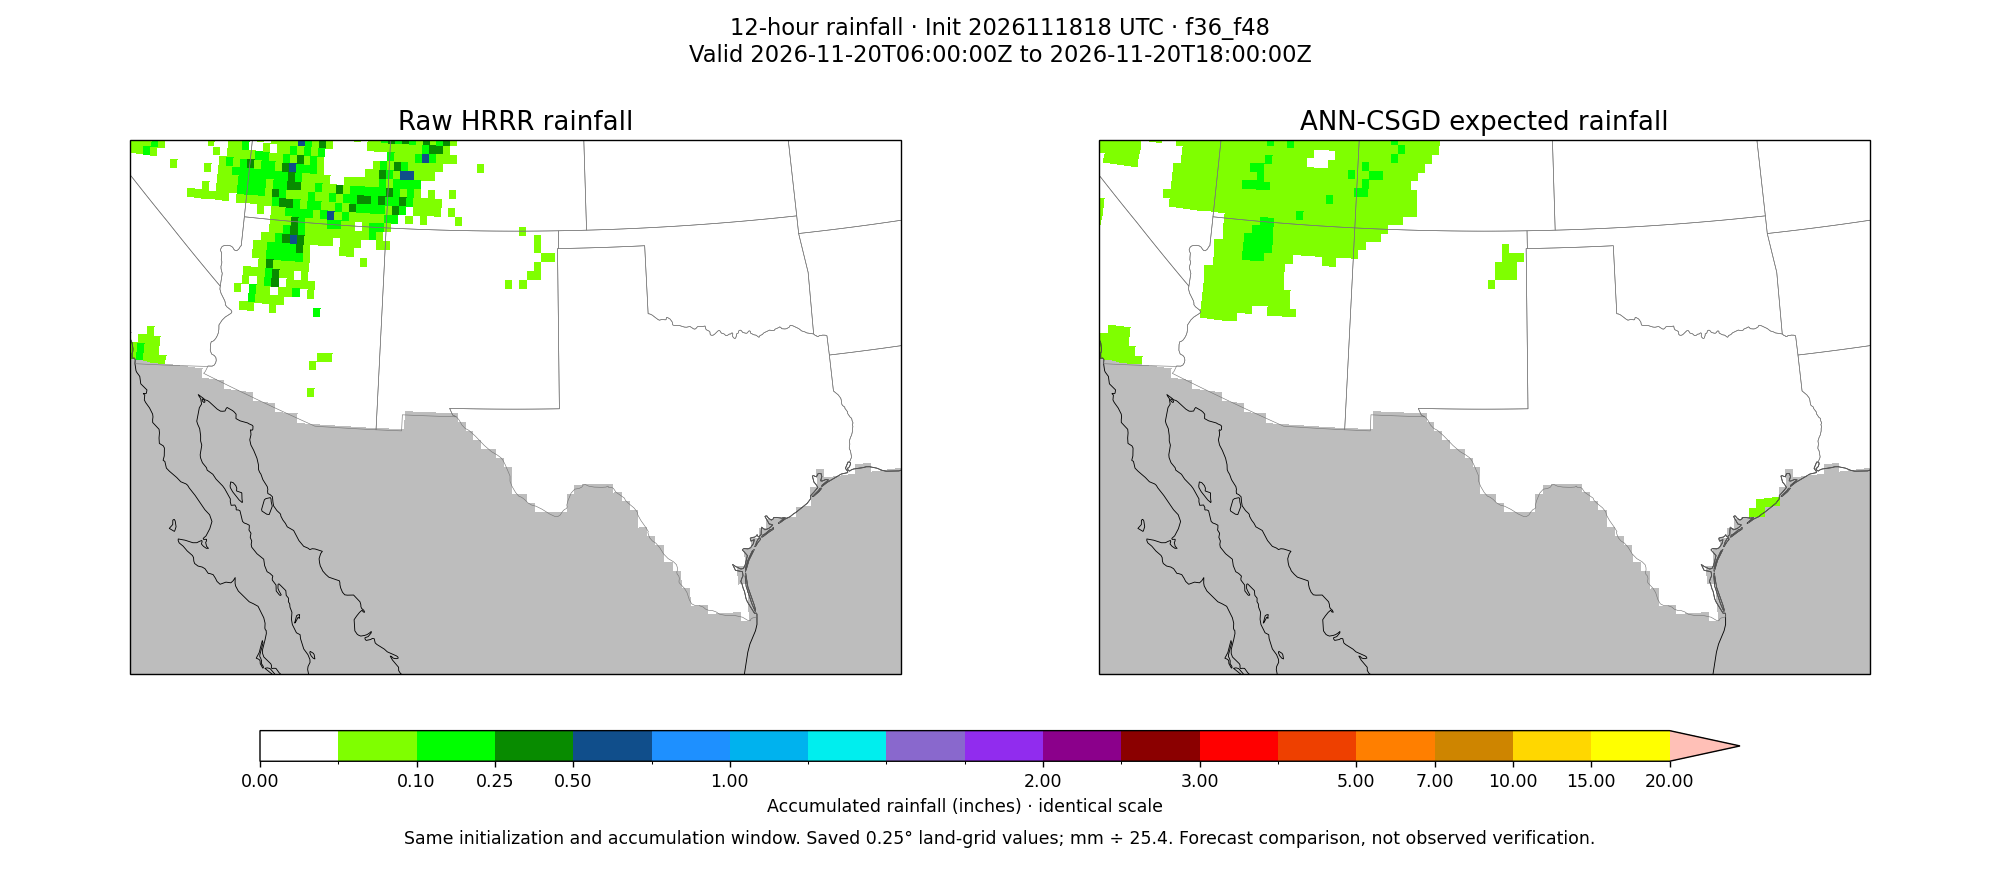 12-hour rainfall · Init 2026111818 UTC · f36_f48
Valid 2026-11-20T06:00:00Z to 2026-11-20T18:00:00Z
Raw HRRR rainfall
ANN-CSGD expected rainfall
0.00 0.10 0.25 0.50 1.00 2.00 3.00 5.00 7.00 10.00 15.00 20.00
Accumulated rainfall (inches) · identical scale
Same initialization and accumulation window. Saved 0.25° land-grid values; mm ÷ 25.4. Forecast comparison, not observed verification.